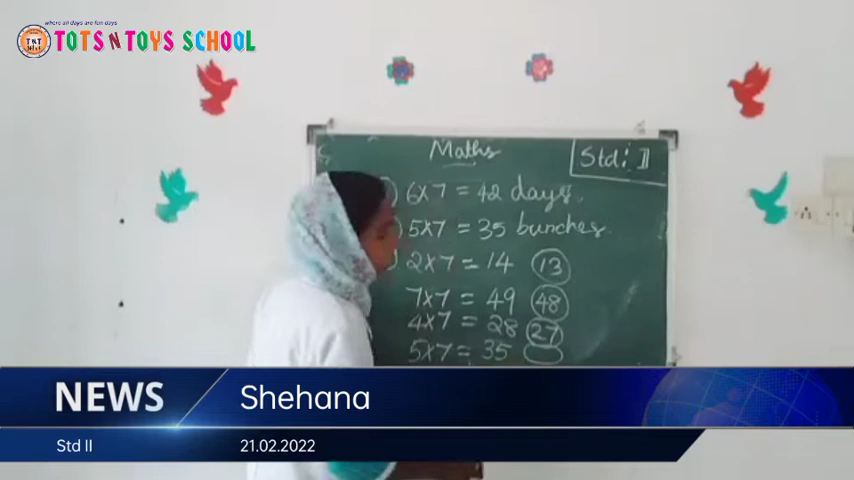 where all days are fun days
TOTS N TOYS SCHOOL
TNT
Maths
Std: II
) 6x7 = 42 days.
) 5x7 = 35 bunches.
) 2x7 = 14 13
7x7 = 49 48
4x7 = 28 27
5x7 = 35
NEWS
Shehana
Std II
21.02.2022